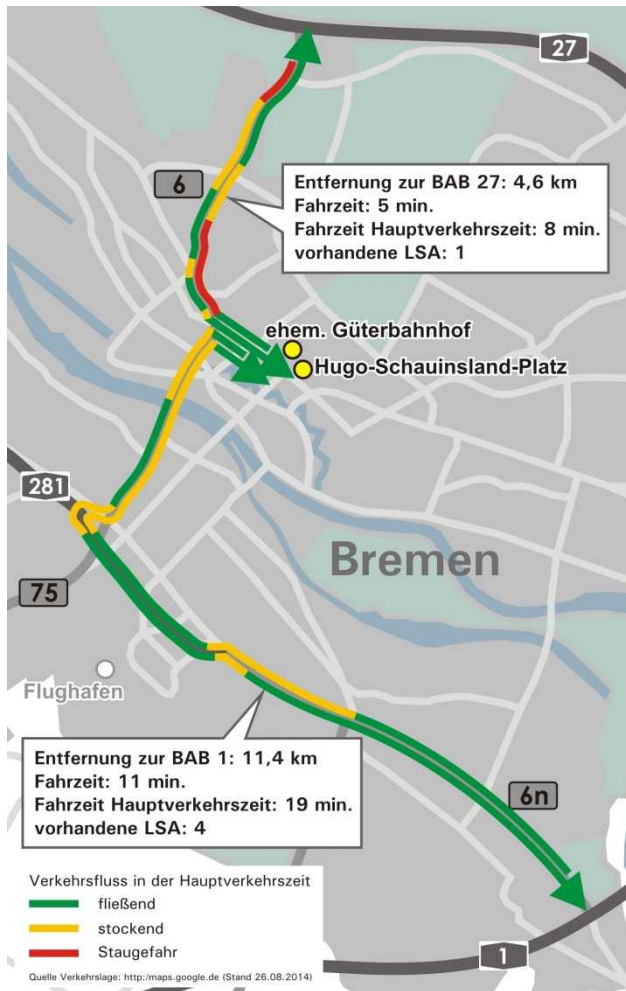 27
6
Entfernung zur BAB 27: 4,6 km
Fahrzeit: 5 min.
Fahrzeit Hauptverkehrszeit: 8 min.
vorhandene LSA: 1
ehem. Güterbahnhof
Hugo-Schauinsland-Platz
281
Bremen
75
Flughafen
Entfernung zur BAB 1: 11,4 km
Fahrzeit: 11 min.
Fahrzeit Hauptverkehrszeit: 19 min.
vorhandene LSA: 4
6n
Verkehrsfluss in der Hauptverkehrszeit
fließend
stockend
Staugefahr
1
Quelle Verkehrslage: http:/maps.google.de (Stand 26.08.2014)